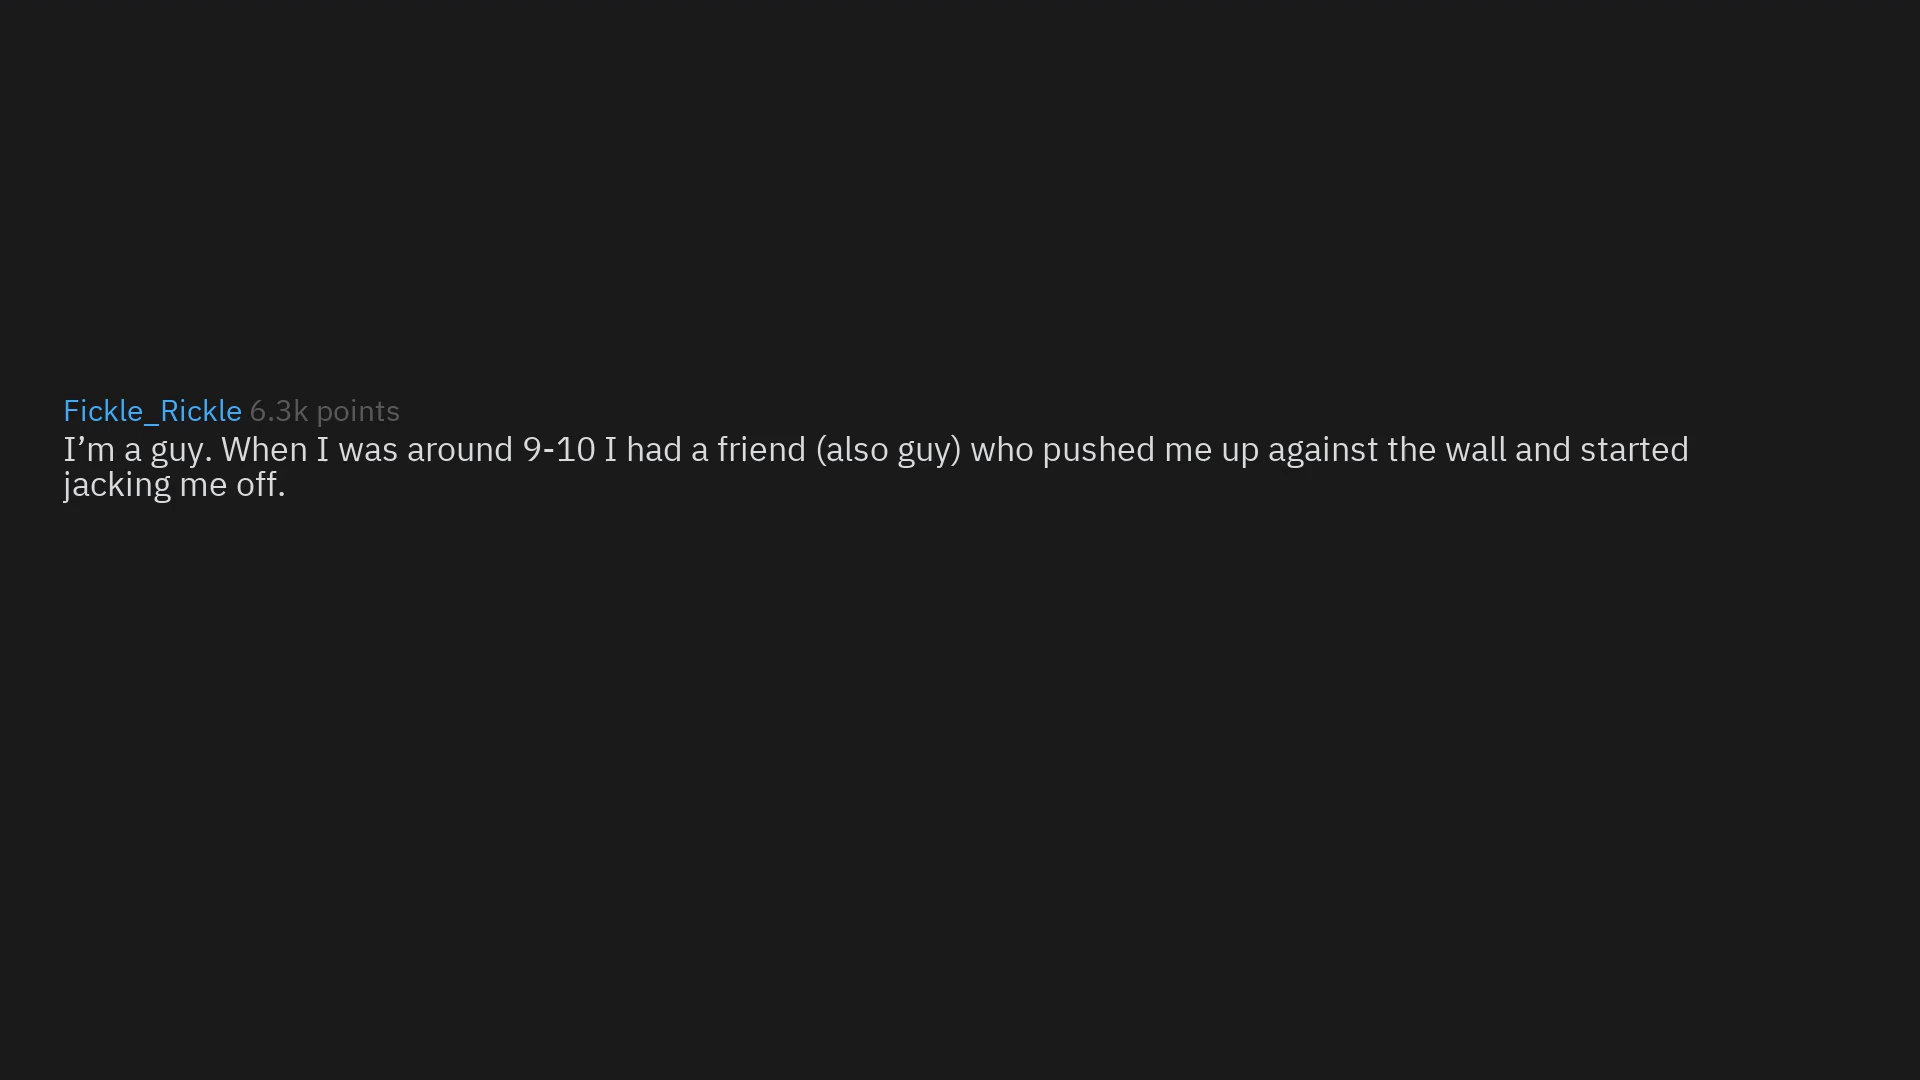 Fickle_Rickle 6.3k points
I’m a guy. When I was around 9-10 I had a friend (also guy) who pushed me up against the wall and started
jacking me off.